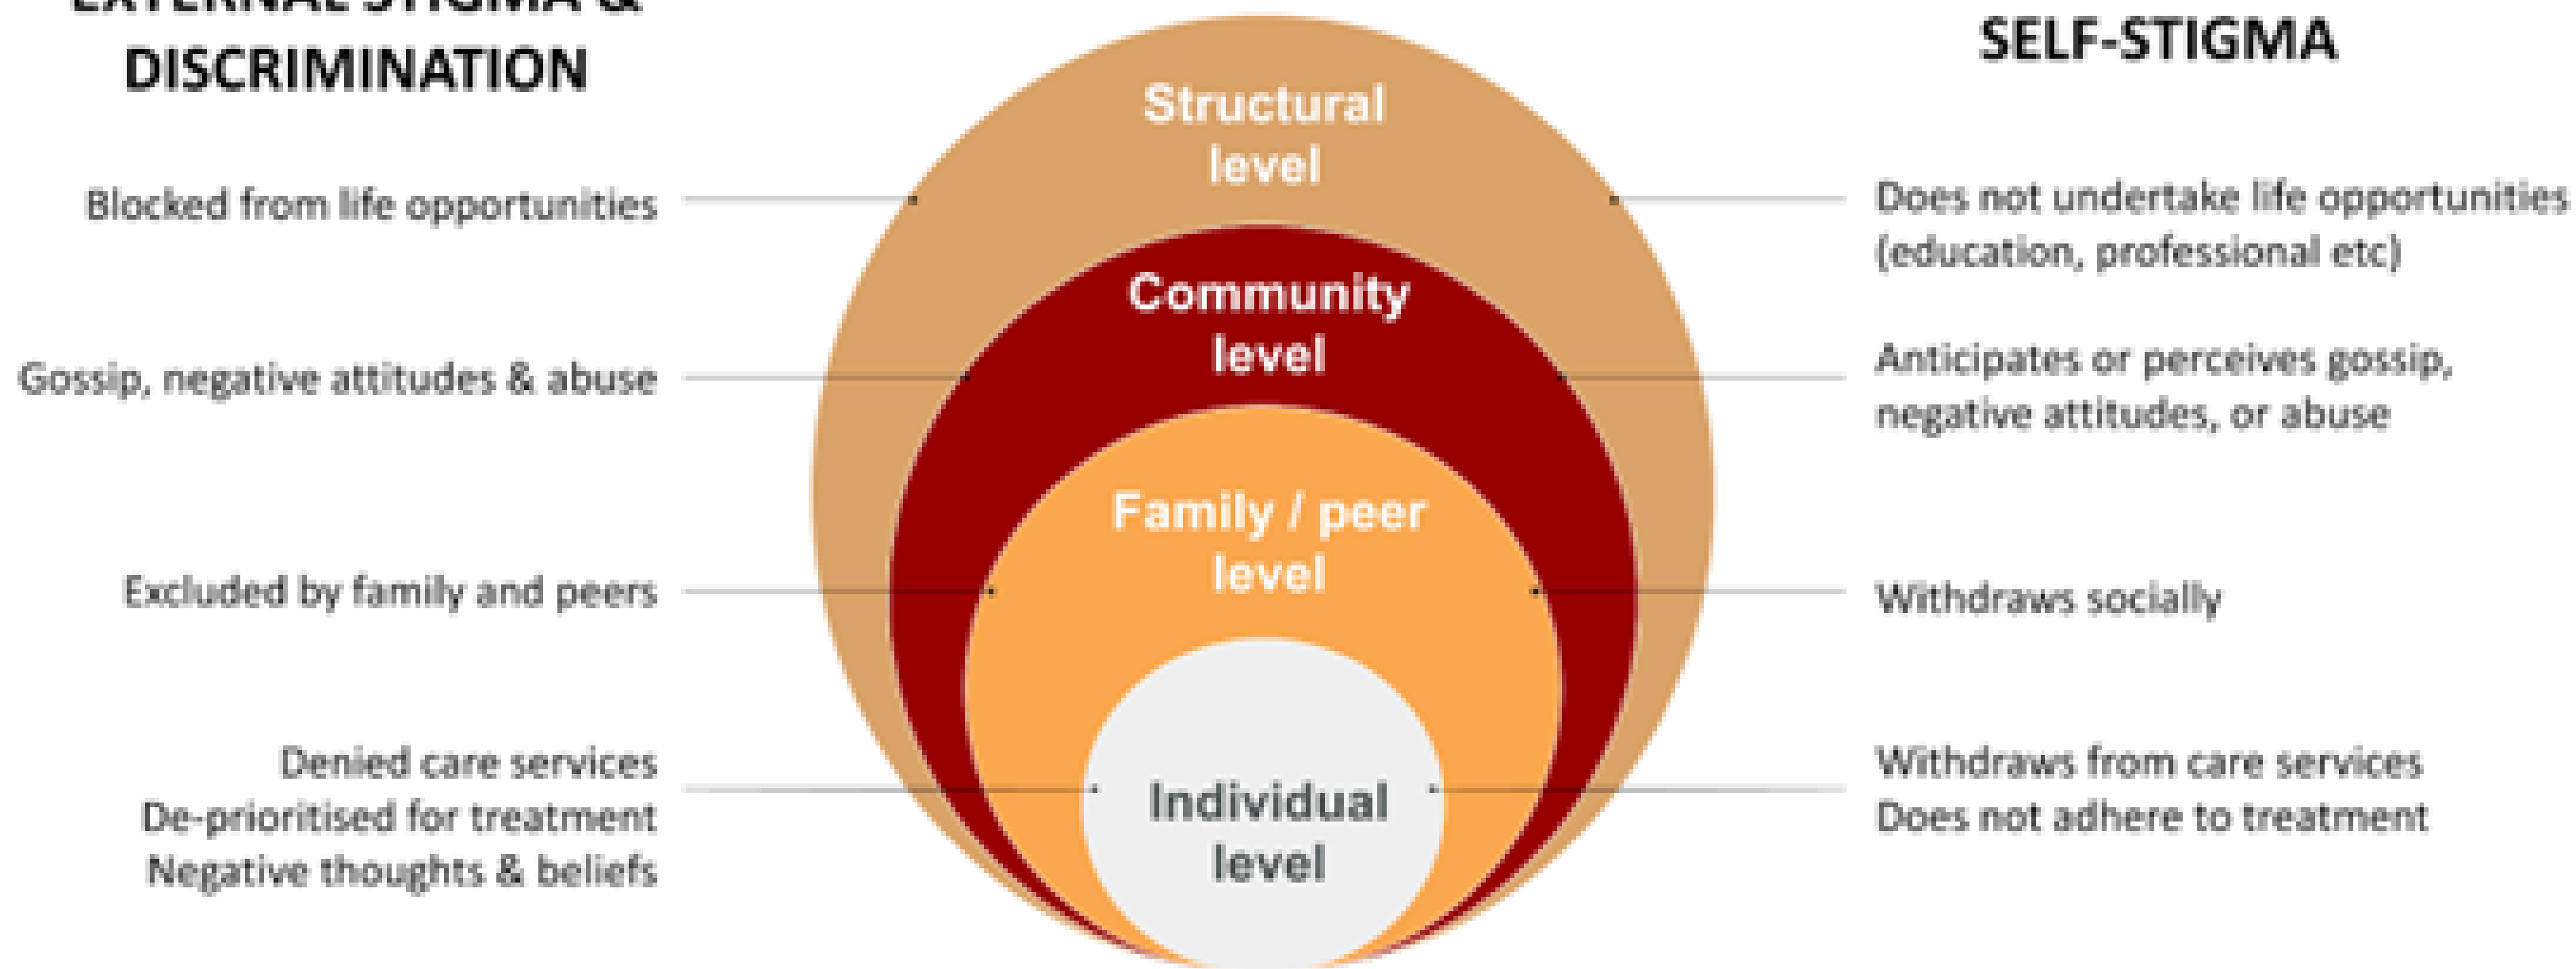 EXTERNAL STIGMA &
DISCRIMINATION
Blocked from life opportunities
Gossip, negative attitudes & abuse
Excluded by family and peers
Denied care services
De-prioritised for treatment
Negative thoughts & beliefs
Structural
level
Community
level
Family / peer
level
Individual
level
SELF-STIGMA
Does not undertake life opportunities
(education, professional etc)
Anticipates or perceives gossip,
negative attitudes, or abuse
Withdraws socially
Withdraws from care services
Does not adhere to treatment